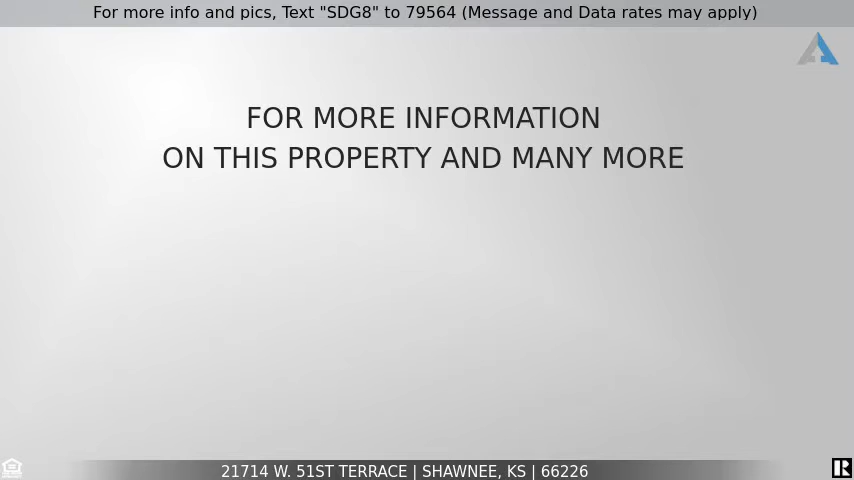 For more info and pics, Text "SDG8" to 79564 (Message and Data rates may apply)
FOR MORE INFORMATION
ON THIS PROPERTY AND MANY MORE
21714 W. 51ST TERRACE | SHAWNEE, KS | 66226